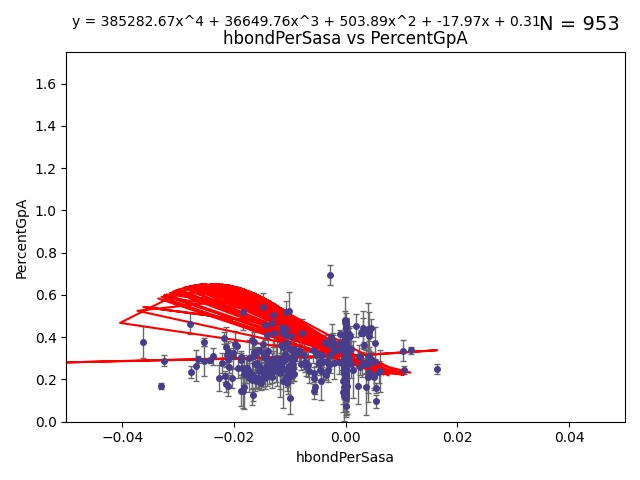 y = 385282.67x^4 + 36649.76x^3 + 503.89x^2 + -17.97x + 0.31 N = 953
hbondPerSasa vs PercentGpA
1.6
1.4
1.2
1.0
0.8
0.6
0.4
0.2
0.0
PercentGpA
−0.04 −0.02 0.00 0.02 0.04
hbondPerSasa